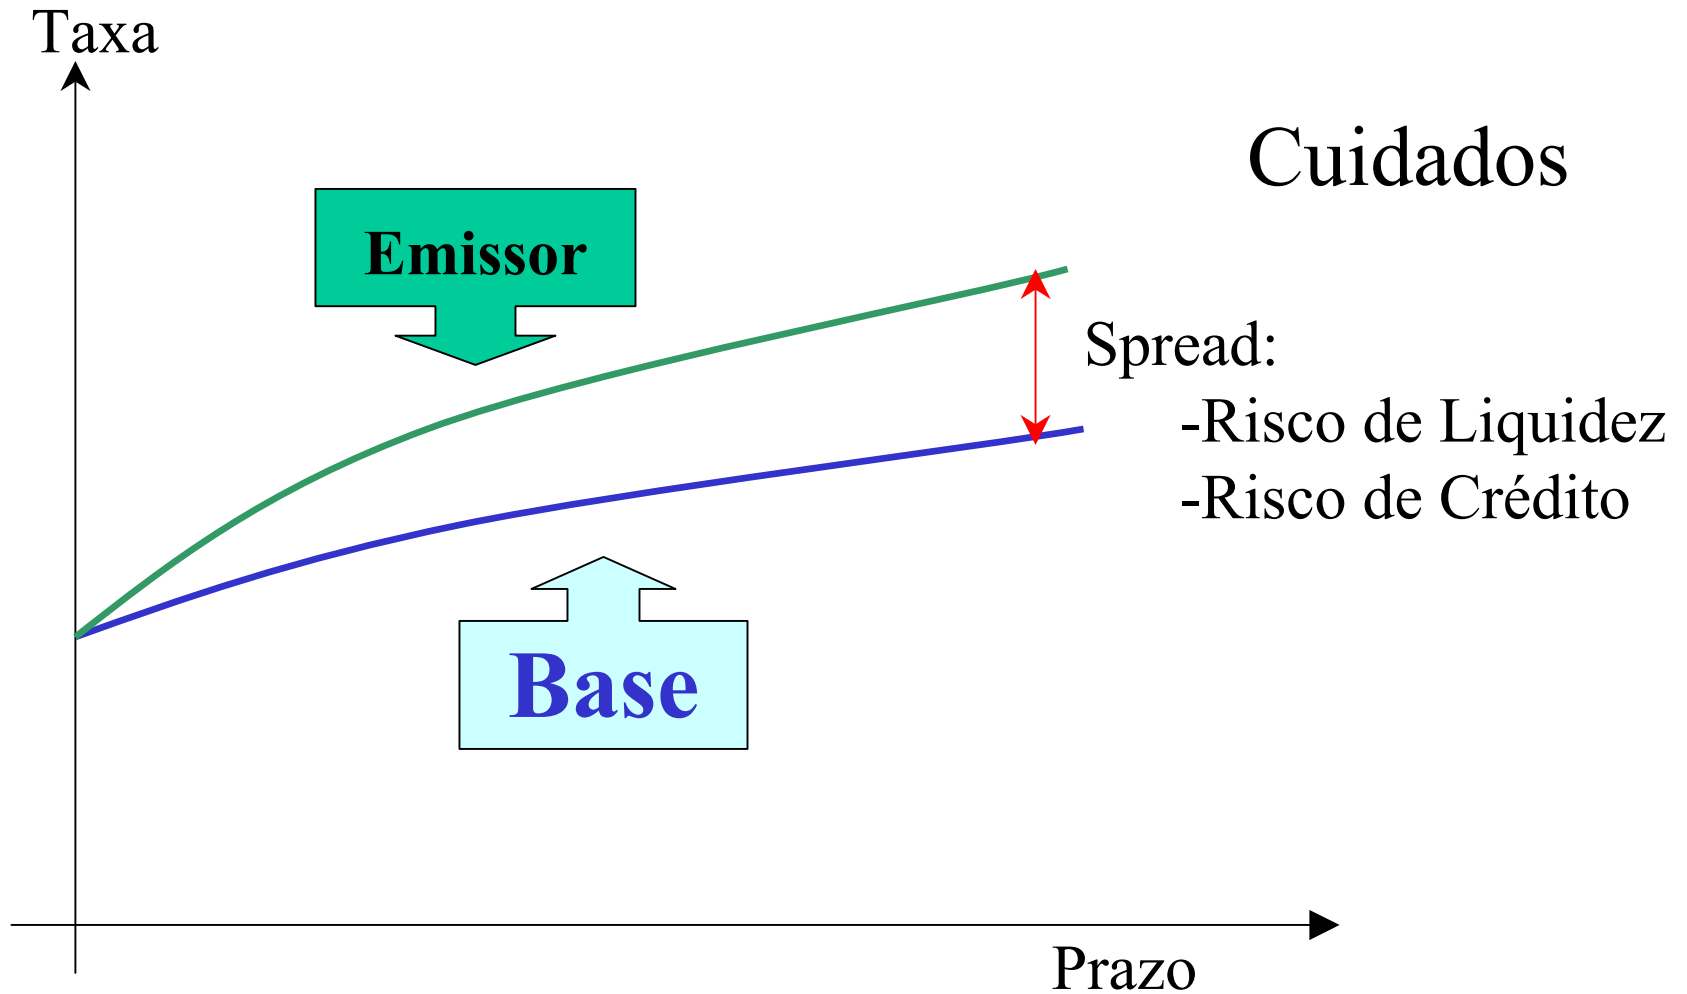 Taxa
Cuidados
Emissor
Spread:
-Risco de Liquidez
-Risco de Crédito
Base
Prazo